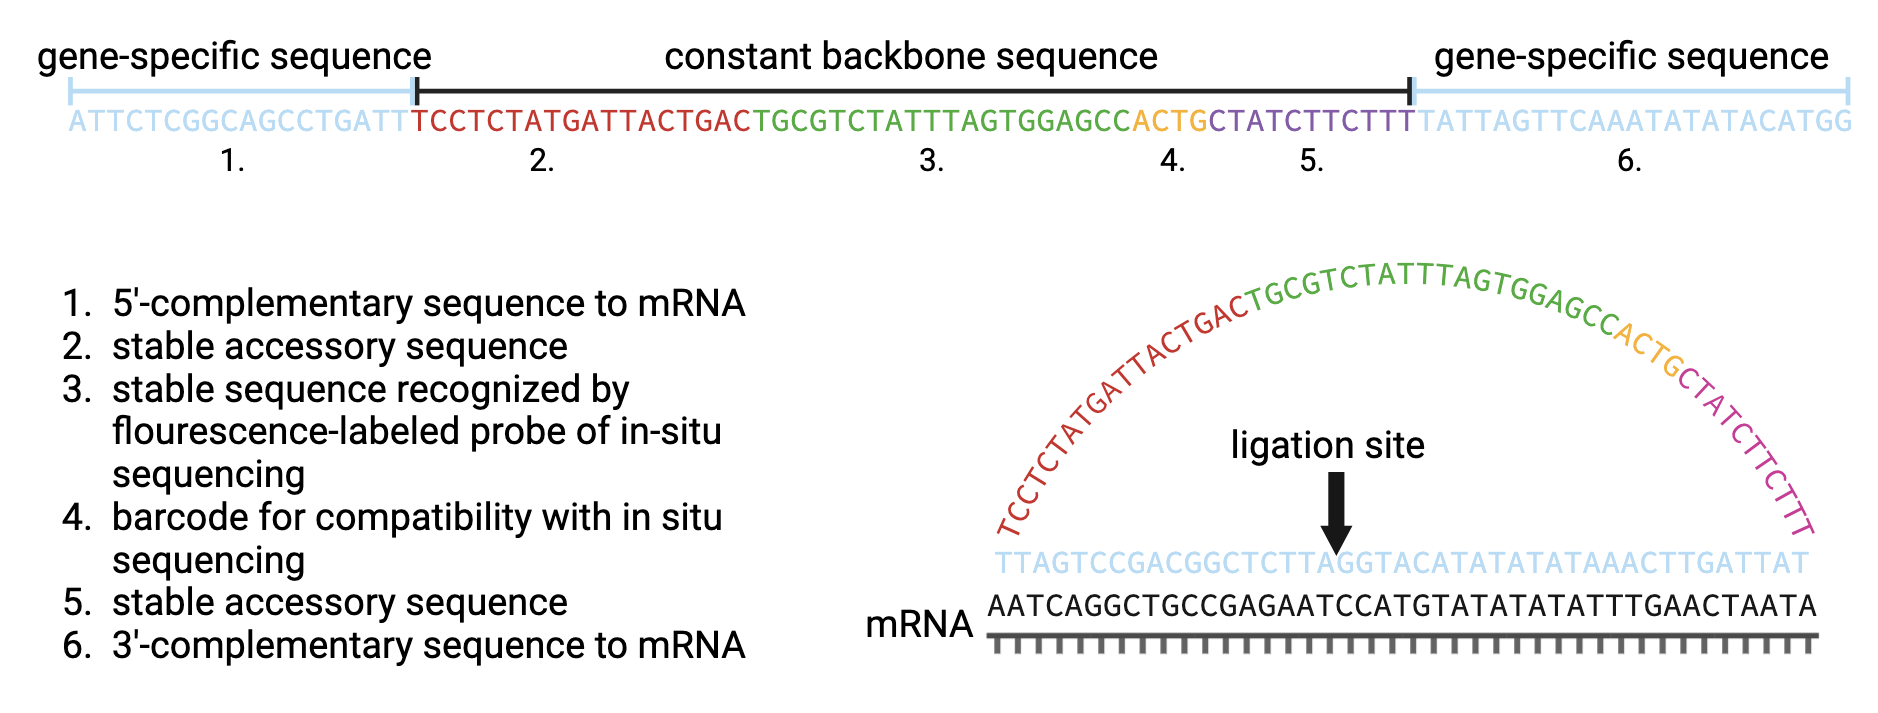 gene-specific sequence constant backbone sequence gene-specific sequence
ATTCTCGGCAGCCTGATTTCCTCTATGATTACTGACTGCGTCTATTTAGTGGAGCCACTGCTATCTTCTTTTATTAGTTCAAATATATACATGG
1. 2. 3. 4. 5. 6.
1. 5'-complementary sequence to mRNA
2. stable accessory sequence
3. stable sequence recognized by
flourescence-labeled probe of in-situ
sequencing
4. barcode for compatibility with in situ
sequencing
5. stable accessory sequence
6. 3'-complementary sequence to mRNA
TCCTCTATGATTACTGACTGCGTCTATTTAGTGGAGCCACTGCTATCTTCTTT
ligation site
TTAGTCCGACGGCTCTTAGGTACATATATATAAACTTGATTAT
AATCAGGCTGCCGAGAATCCATGTATATATATTTGAACTAATA
mRNA